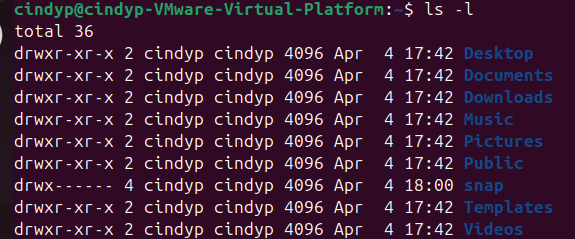 cindyp@cindyp-VMware-Virtual-Platform:~$ ls -l
total 36
drwxr-xr-x 2 cindyp cindyp 4096 Apr  4 17:42 Desktop
drwxr-xr-x 2 cindyp cindyp 4096 Apr  4 17:42 Documents
drwxr-xr-x 2 cindyp cindyp 4096 Apr  4 17:42 Downloads
drwxr-xr-x 2 cindyp cindyp 4096 Apr  4 17:42 Music
drwxr-xr-x 2 cindyp cindyp 4096 Apr  4 17:42 Pictures
drwxr-xr-x 2 cindyp cindyp 4096 Apr  4 17:42 Public
drwx------ 4 cindyp cindyp 4096 Apr  4 18:00 snap
drwxr-xr-x 2 cindyp cindyp 4096 Apr  4 17:42 Templates
drwxr-xr-x 2 cindyp cindyp 4096 Apr  4 17:42 Videos